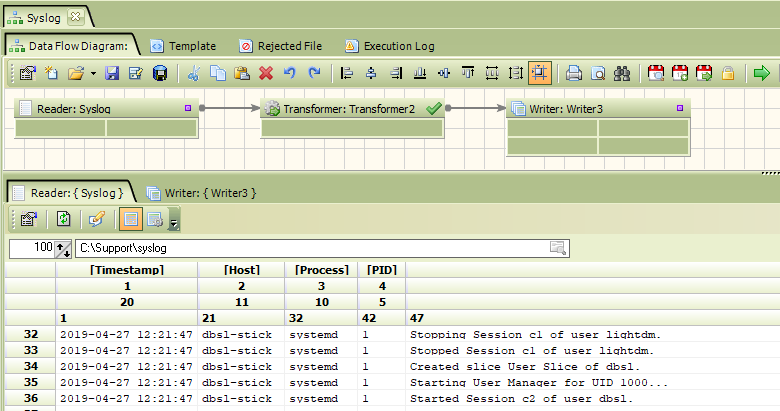 Syslog
Data Flow Diagram: Template Rejected File Execution Log
Reader: Syslog Transformer: Transformer2 Writer: Writer3
Reader: { Syslog } Writer: { Writer3 }
100 C:\Support\syslog
[Timestamp] [Host] [Process] [PID]
1 2 3 4
20 11 10 5
1 21 32 42 47
32 2019-04-27 12:21:47 dbsl-stick systemd 1 Stopping Session c1 of user lightdm.
33 2019-04-27 12:21:47 dbsl-stick systemd 1 Stopped Session c1 of user lightdm.
34 2019-04-27 12:21:47 dbsl-stick systemd 1 Created slice User Slice of dbsl.
35 2019-04-27 12:21:47 dbsl-stick systemd 1 Starting User Manager for UID 1000...
36 2019-04-27 12:21:47 dbsl-stick systemd 1 Started Session c2 of user dbsl.